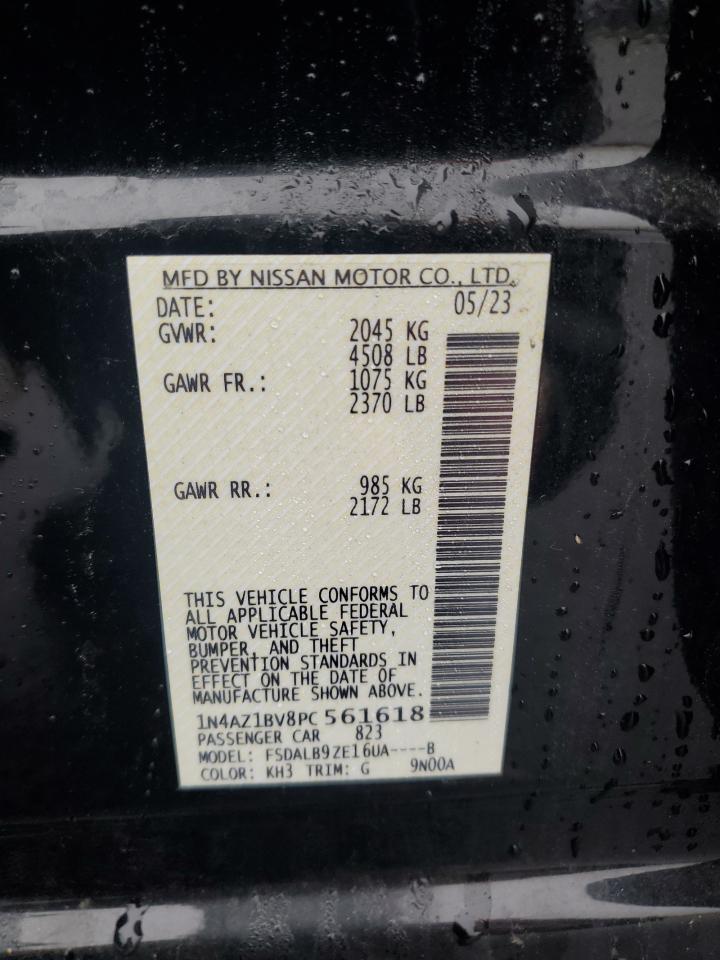 MFD BY NISSAN MOTOR CO., LTD.
DATE: 05/23
GVWR: 2045 KG
4508 LB
GAWR FR.: 1075 KG
2370 LB
GAWR RR.: 985 KG
2172 LB
THIS VEHICLE CONFORMS TO
ALL APPLICABLE FEDERAL
MOTOR VEHICLE SAFETY,
BUMPER, AND THEFT
PREVENTION STANDARDS IN
EFFECT ON THE DATE OF
MANUFACTURE SHOWN ABOVE.
1N4AZ1BV8PC561618
PASSENGER CAR 823
MODEL: FSDALB9ZE16UA----B
COLOR: KH3 TRIM: G 9N00A